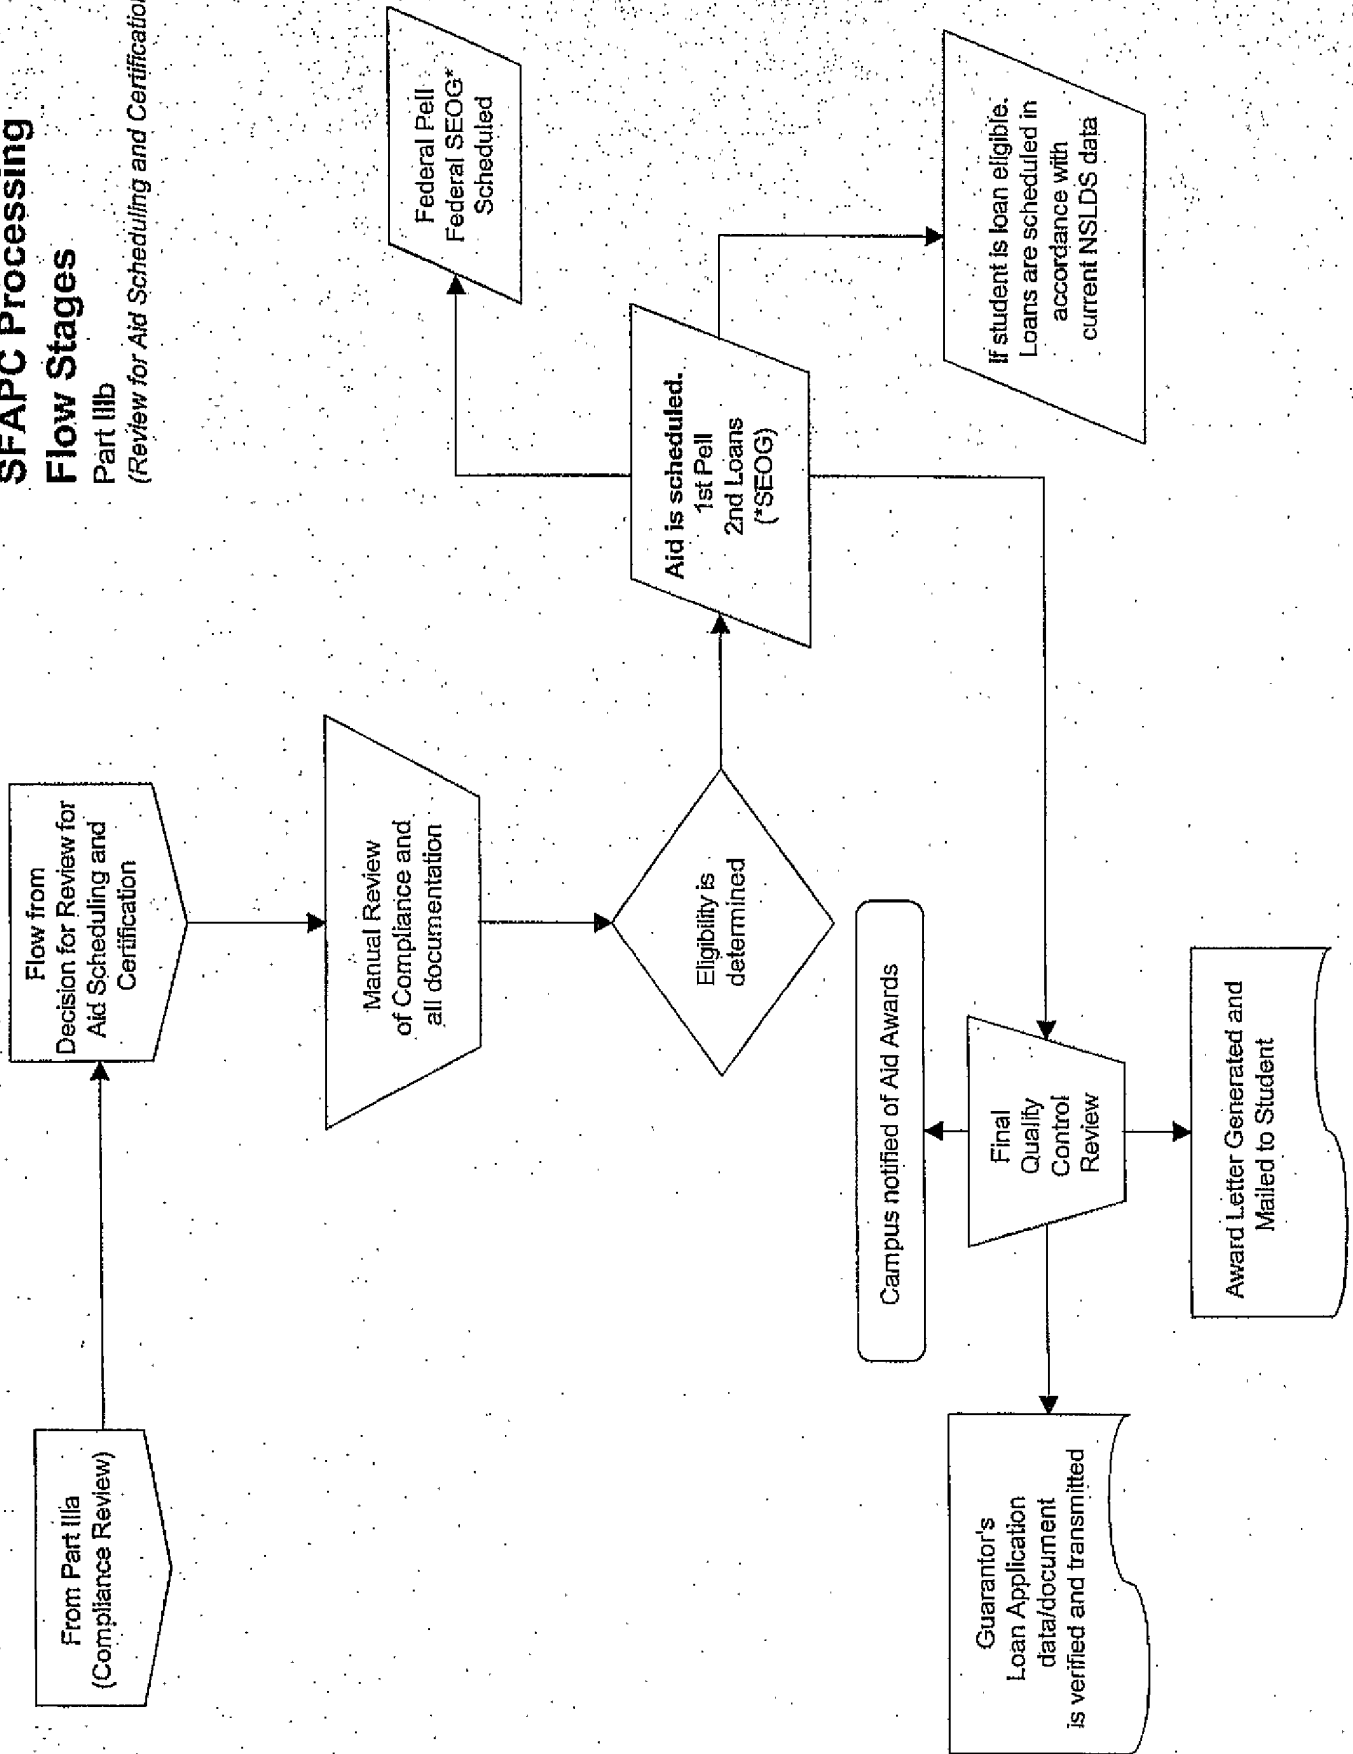 SFAPC Processing
Flow Stages
Part IIIb
(Review for Aid Scheduling and Certification
From Part IIIa
(Compliance Review)
Flow from
Decision for Review for
Aid Scheduling and
Certification
Manual Review
of Compliance and
all documentation
Eligibility is
determined
Aid is scheduled.
1st Pell
2nd Loans
(*SEOG)
Federal Pell
Federal SEOG*
Scheduled
If student is loan eligible.
Loans are scheduled in
accordance with
current NSLDS data
Campus notified of Aid Awards
Final
Quality
Control
Review
Guarantor's
Loan Application
data/document
is verified and transmitted
Award Letter Generated and
Mailed to Student